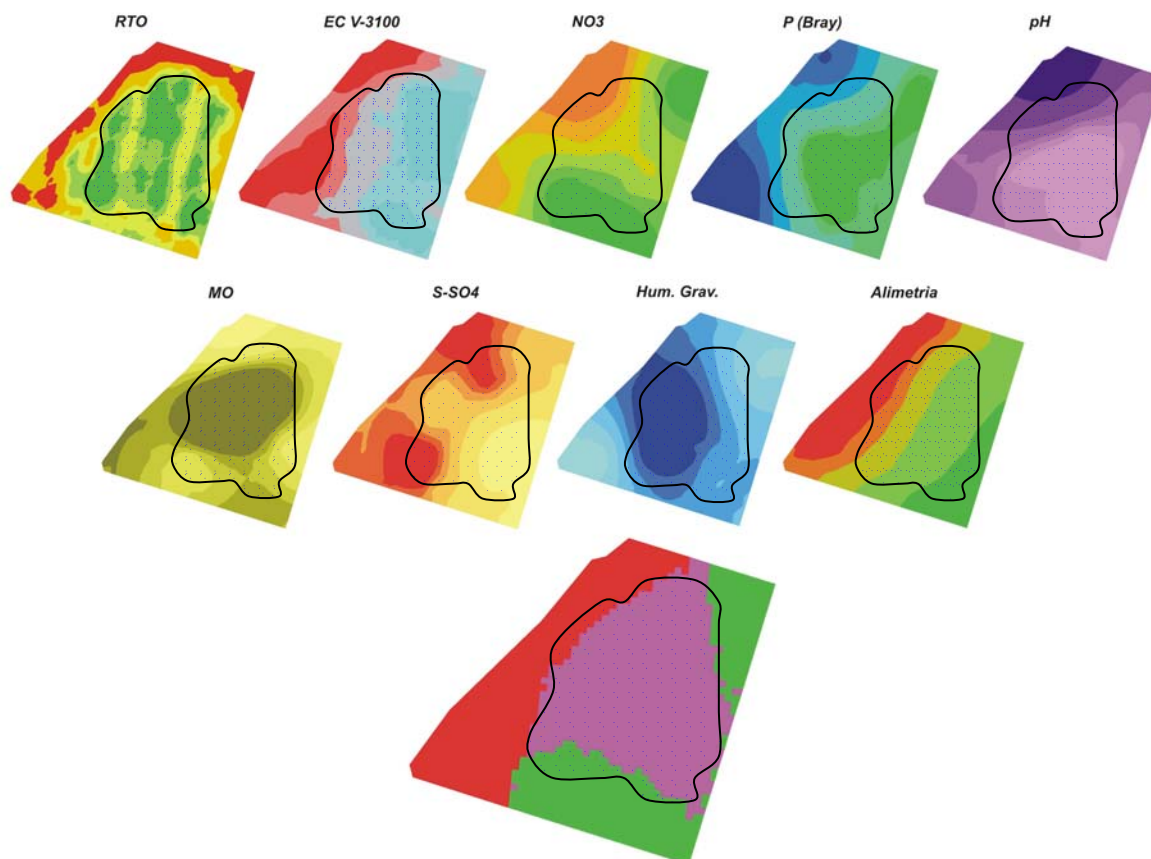 RTO
EC V-3100
NO3
P (Bray)
pH
MO
S-SO4
Hum. Grav.
Alimetria